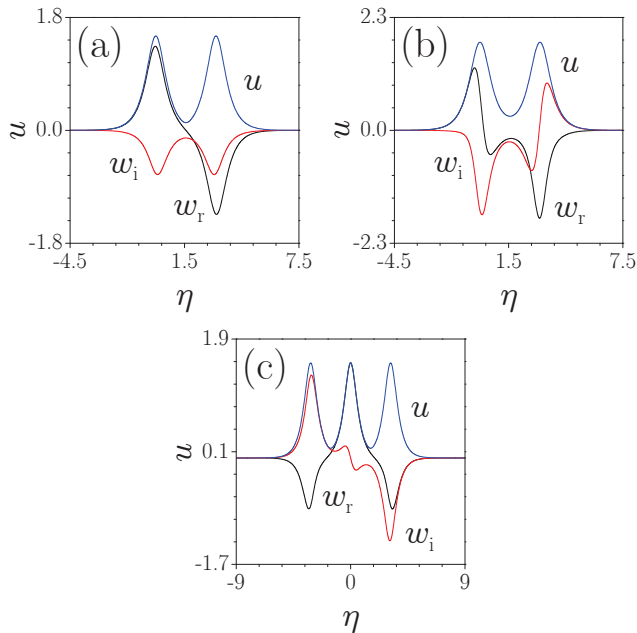 1.8
2.3
(a)
(b)
u
u
u
0.0
u
0.0
w_i
w_i
w_r
w_r
-1.8
-2.3
-4.5 1.5 7.5
-4.5 1.5 7.5
η
η
1.9
(c)
u
u
0.1
w_r
w_i
-1.7
-9 0 9
η